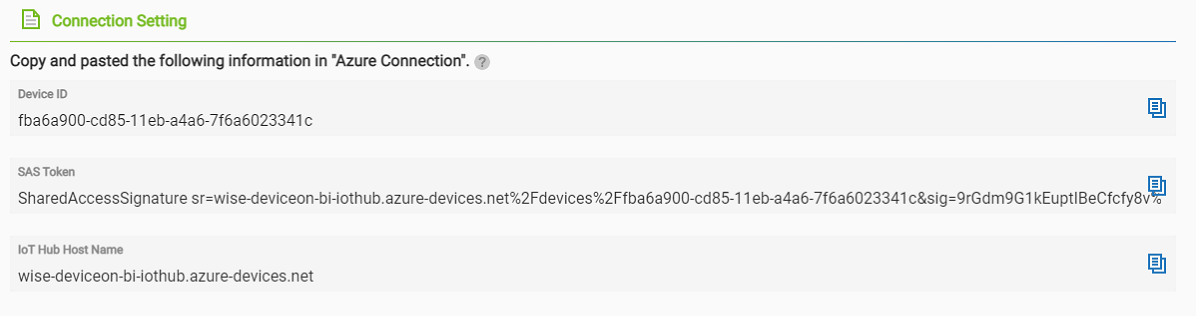 Connection Setting
Copy and pasted the following information in "Azure Connection". ?
Device ID
fba6a900-cd85-11eb-a4a6-7f6a6023341c
SAS Token
SharedAccessSignature sr=wise-deviceon-bi-iothub.azure-devices.net%2Fdevices%2Ffba6a900-cd85-11eb-a4a6-7f6a6023341c&sig=9rGdm9G1kEuptIBeCfcfy8v%
IoT Hub Host Name
wise-deviceon-bi-iothub.azure-devices.net